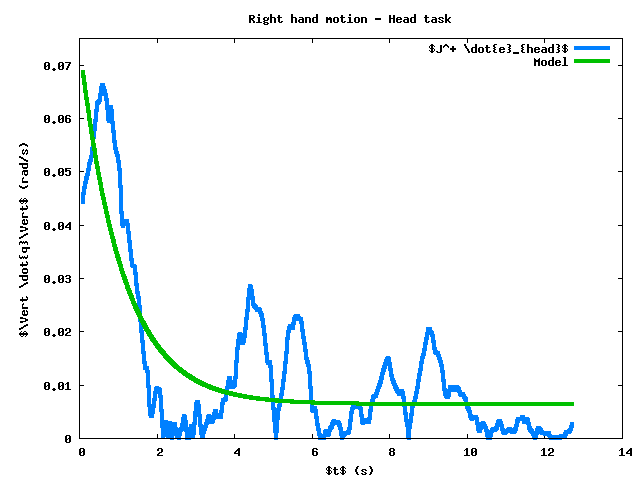 Right hand motion - Head task
$J^+ \dot{e}_{head}$
Model
$\Vert \dot{q}\Vert$ (rad/s)
0.07
0.06
0.05
0.04
0.03
0.02
0.01
0
0 2 4 6 8 10 12 14
$t$ (s)